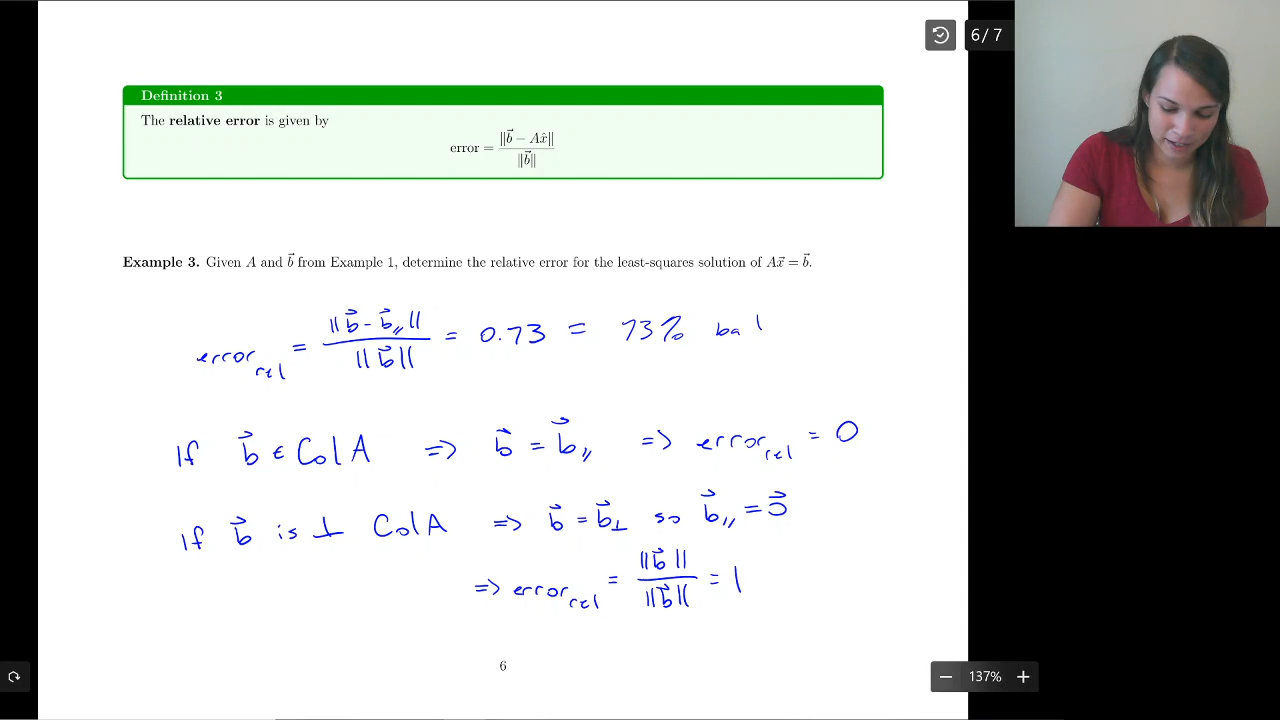 6 / 7
Definition 3
The relative error is given by
error = ‖b⃗ − Ax̂‖ / ‖b⃗‖
Example 3. Given A and b⃗ from Example 1, determine the relative error for the least-squares solution of Ax⃗ = b⃗.
error_rel = ‖b⃗ - b⃗_∥‖ / ‖b⃗‖ = 0.73 = 73%
If b⃗ ∈ Col A ⇒ b⃗ = b⃗_∥ ⇒ error_rel = 0
If b⃗ is ⊥ Col A ⇒ b⃗ = b⃗_⊥ so b⃗_∥ = 0⃗
⇒ error_rel = ‖b⃗‖ / ‖b⃗‖ = 1
6
137%